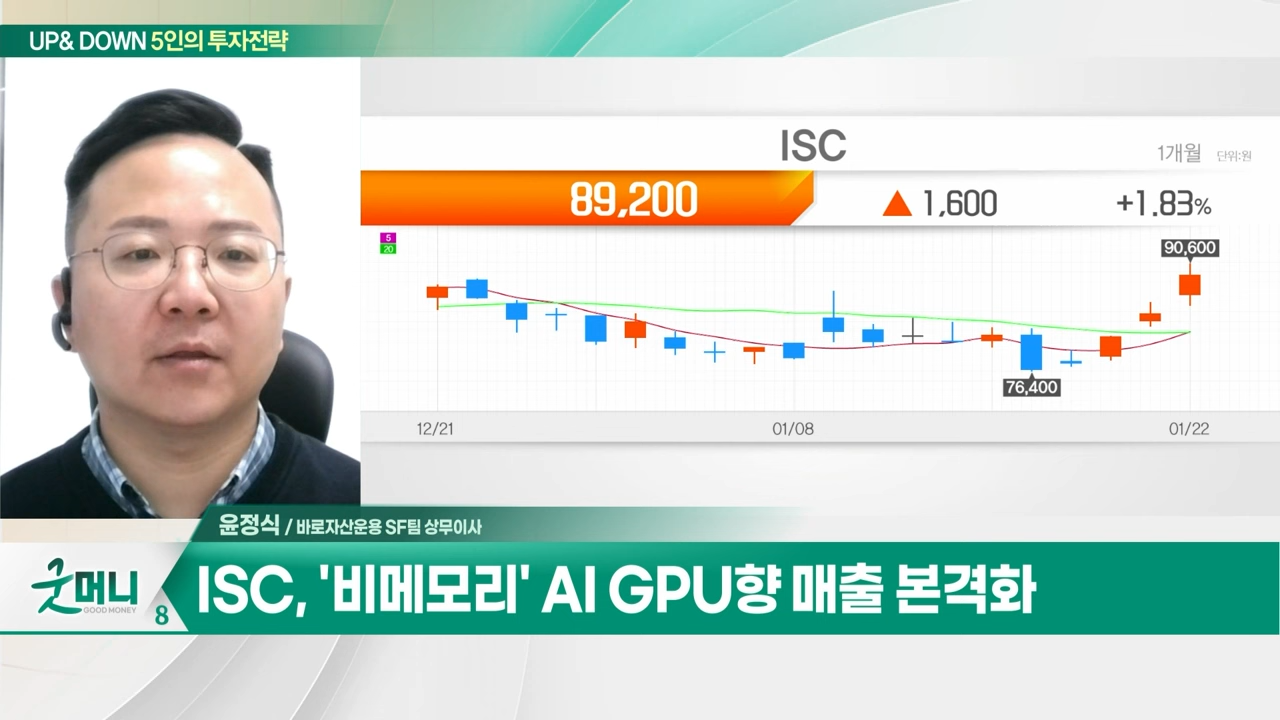 UP& DOWN 5인의 투자전략
ISC
1개월 단위:원
89,200 ▲ 1,600 +1.83%
5
20
90,600
76,400
12/21 01/08 01/22
윤정식 / 바로자산운용 SF팀 상무이사
굿머니
GOOD MONEY
8
ISC, '비메모리' AI GPU향 매출 본격화